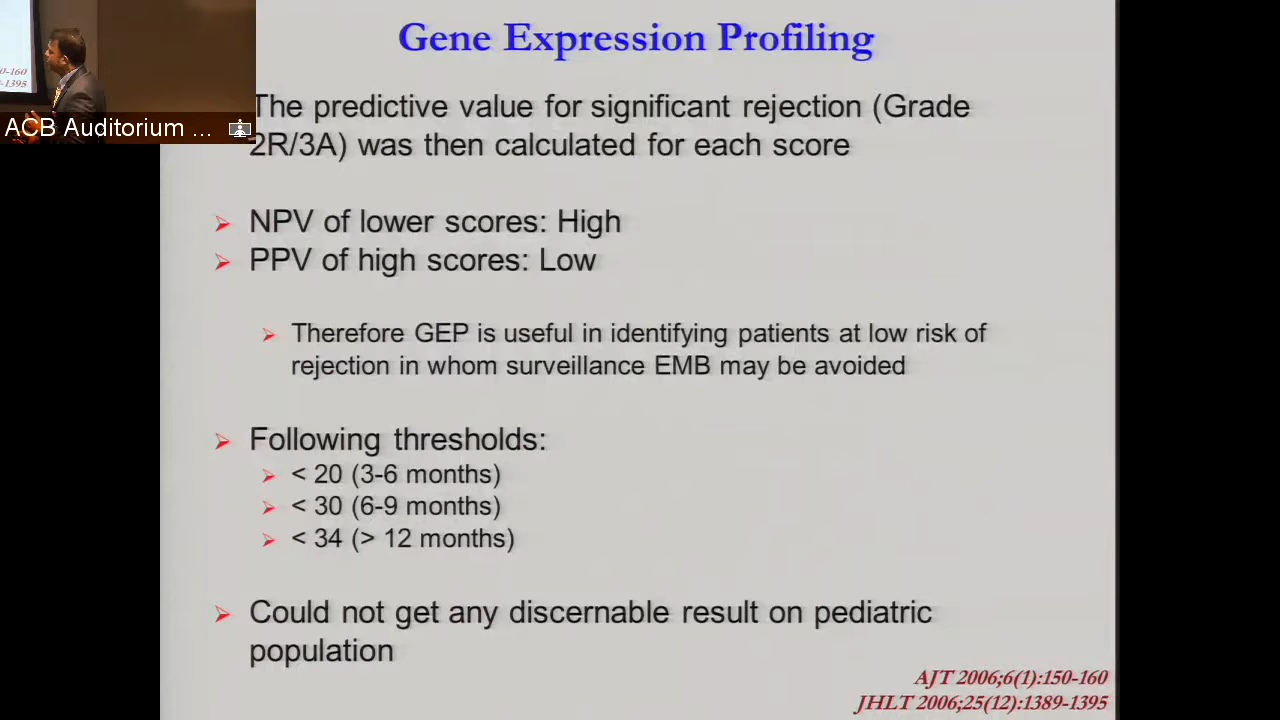 Gene Expression Profiling
The predictive value for significant rejection (Grade
2R/3A) was then calculated for each score
NPV of lower scores: High
PPV of high scores: Low
Therefore GEP is useful in identifying patients at low risk of
rejection in whom surveillance EMB may be avoided
Following thresholds:
< 20 (3-6 months)
< 30 (6-9 months)
< 34 (> 12 months)
Could not get any discernable result on pediatric
population
AJT 2006;6(1):150-160
JHLT 2006;25(12):1389-1395
0-160
-1395
ACB Auditorium ...